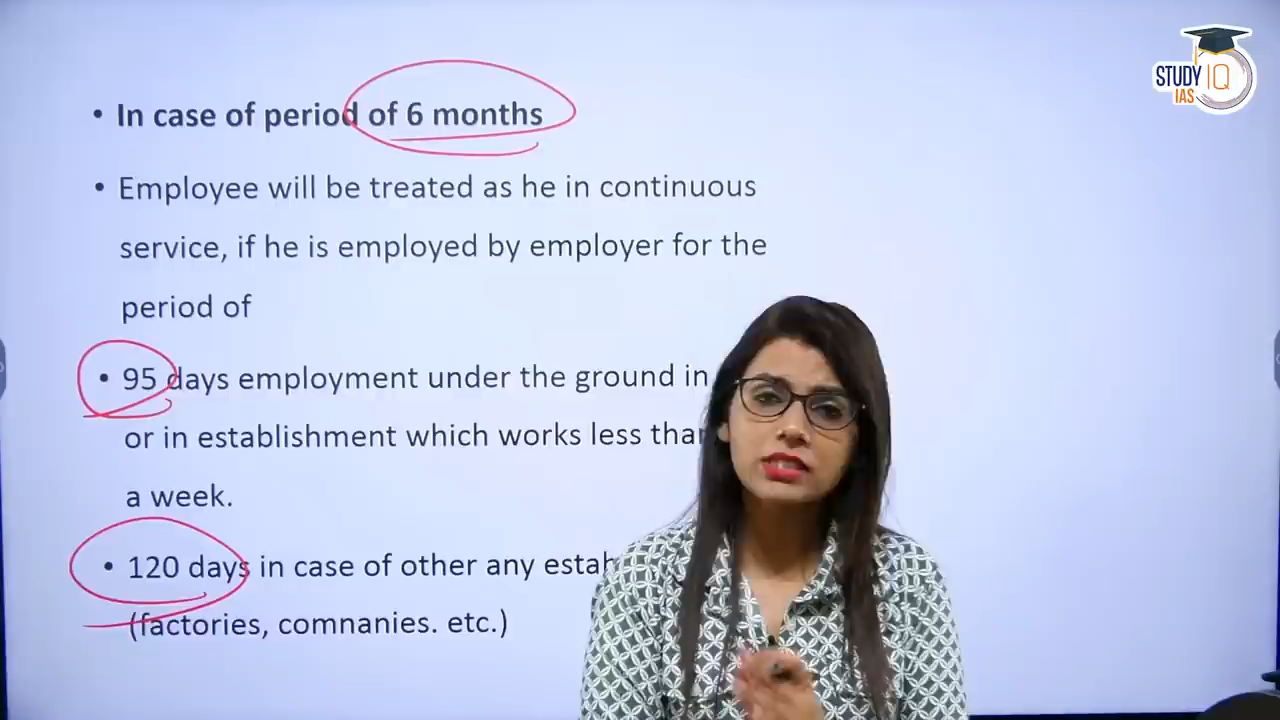 STUDY IQ
IAS
• In case of period of 6 months
• Employee will be treated as he in continuous
service, if he is employed by employer for the
period of
• 95 days employment under the ground in
or in establishment which works less
a week.
• 120 days in case of other any
(factories, comnanies. etc.)